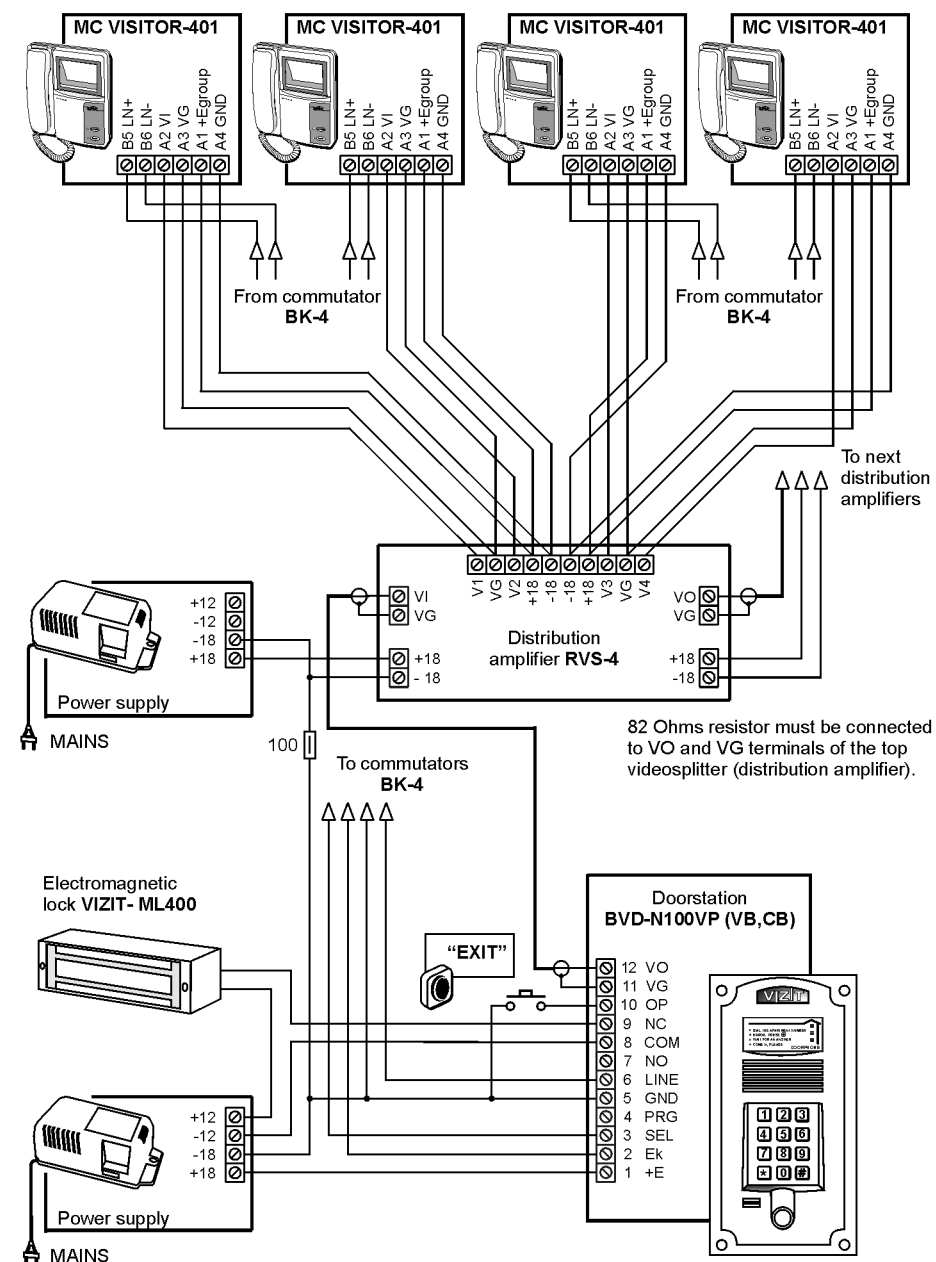 MC VISITOR-401
B5 LN+
B6 LN-
A2 VI
A3 VG
A1 +Egroup
A4 GND
MC VISITOR-401
B5 LN+
B6 LN-
A2 VI
A3 VG
A1 +Egroup
A4 GND
MC VISITOR-401
B5 LN+
B6 LN-
A2 VI
A3 VG
A1 +Egroup
A4 GND
MC VISITOR-401
B5 LN+
B6 LN-
A2 VI
A3 VG
A1 +Egroup
A4 GND
From commutator
BK-4
From commutator
BK-4
To next
distribution
amplifiers
V1
VG
V2
+18
-18
-18
+18
V3
VG
V4
VI
VG
+18
- 18
Distribution
amplifier RVS-4
VO
VG
+18
-18
+12
-12
-18
+18
Power supply
MAINS
100
82 Ohms resistor must be connected
to VO and VG terminals of the top
videosplitter (distribution amplifier).
To commutators
BK-4
Electromagnetic
lock VIZIT- ML400
"EXIT"
Doorstation
BVD-N100VP (VB,CB)
12 VO
11 VG
10 OP
9 NC
8 COM
7 NO
6 LINE
5 GND
4 PRG
3 SEL
2 Ek
1 +E
VIZIT
DOORPHONE
1 2 3
4 5 6
7 8 9
* 0 #
+12
-12
-18
+18
Power supply
MAINS